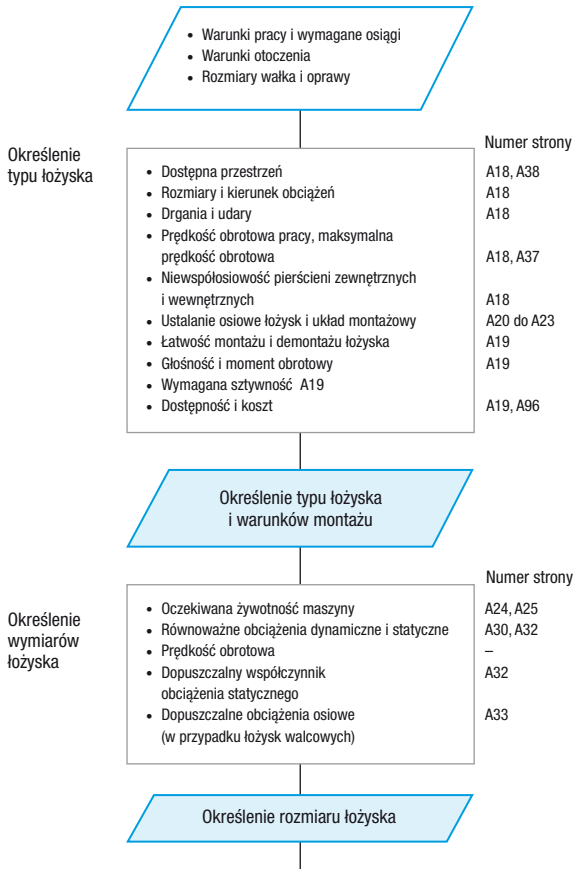 • Warunki pracy i wymagane osiągi
• Warunki otoczenia
• Rozmiary wałka i oprawy
Numer strony
Określenie
typu łożyska
• Dostępna przestrzeń A18, A38
• Rozmiary i kierunek obciążeń A18
• Drgania i udary A18
• Prędkość obrotowa pracy, maksymalna
prędkość obrotowa A18, A37
• Niewspółosiowość pierścieni zewnętrznych
i wewnętrznych A18
• Ustalanie osiowe łożysk i układ montażowy A20 do A23
• Łatwość montażu i demontażu łożyska A19
• Głośność i moment obrotowy A19
• Wymagana sztywność A19
• Dostępność i koszt A19, A96
Określenie typu łożyska
i warunków montażu
Numer strony
Określenie
wymiarów
łożyska
• Oczekiwana żywotność maszyny A24, A25
• Równoważne obciążenia dynamiczne i statyczne A30, A32
• Prędkość obrotowa –
• Dopuszczalny współczynnik A32
obciążenia statycznego
• Dopuszczalne obciążenia osiowe A33
(w przypadku łożysk walcowych)
Określenie rozmiaru łożyska